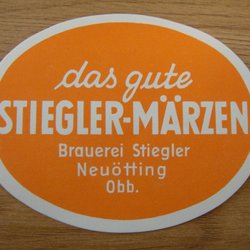 das gute
STIEGLER-MÄRZEN
Brauerei Stiegler
Neuötting
Obb.